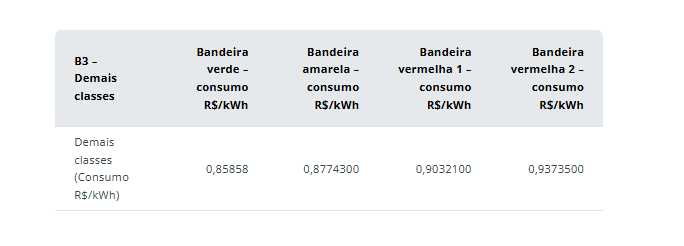 B3 –
Demais
classes
Bandeira
verde –
consumo
R$/kWh
Bandeira
amarela –
consumo
R$/kWh
Bandeira
vermelha 1 –
consumo
R$/kWh
Bandeira
vermelha 2 –
consumo
R$/kWh
Demais
classes
(Consumo
R$/kWh)
0,85858
0,8774300
0,9032100
0,9373500